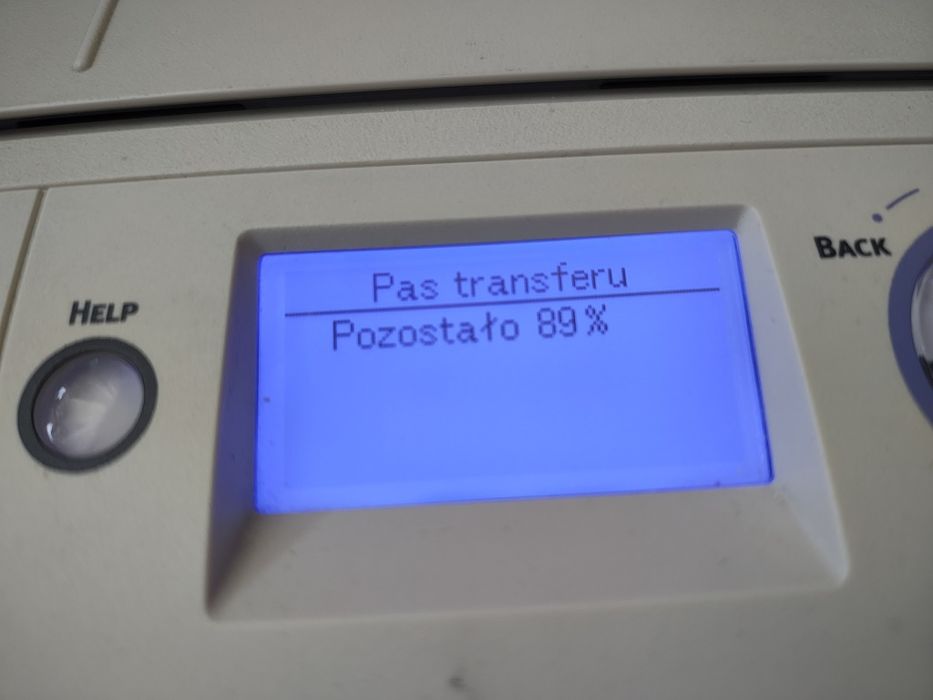 Pas transferu
Pozostało 89%
HELP
BACK